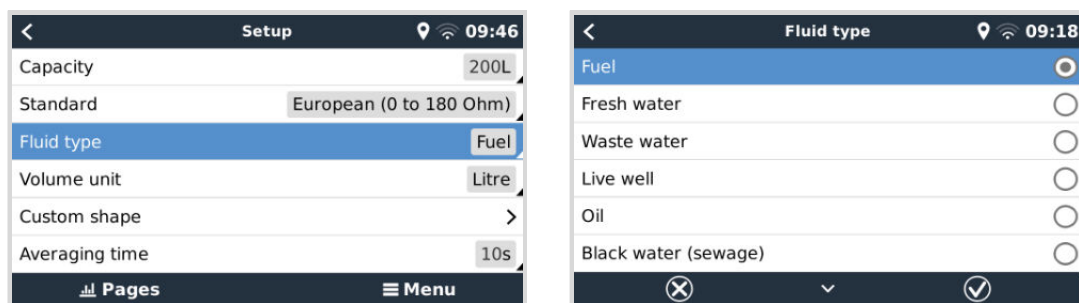 Setup 09:46
Capacity 200L
Standard European (0 to 180 Ohm)
Fluid type Fuel
Volume unit Litre
Custom shape
Averaging time 10s
Pages Menu
Fluid type 09:18
Fuel
Fresh water
Waste water
Live well
Oil
Black water (sewage)